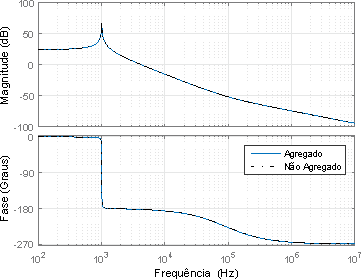 100
50
0
-50
-100
Magnitude (dB)
0
-90
-180
-270
Fase (Graus)
Agregado
Não Agregado
10^2 10^3 10^4 10^5 10^6 10^7
Frequência (Hz)